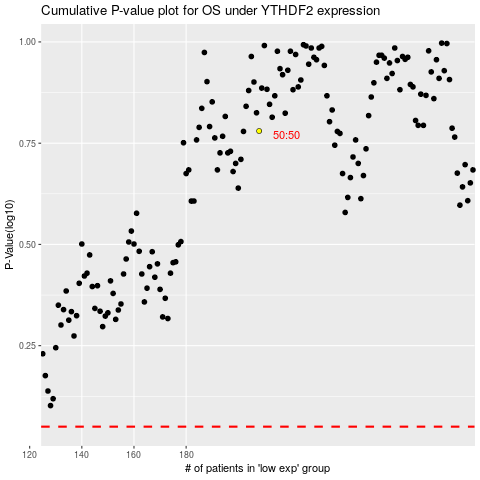 Cumulative P-value plot for OS under YTHDF2 expression
P-Value(log10)
1.00
0.75
0.50
0.25
50:50
120 140 160 180
# of patients in 'low exp' group